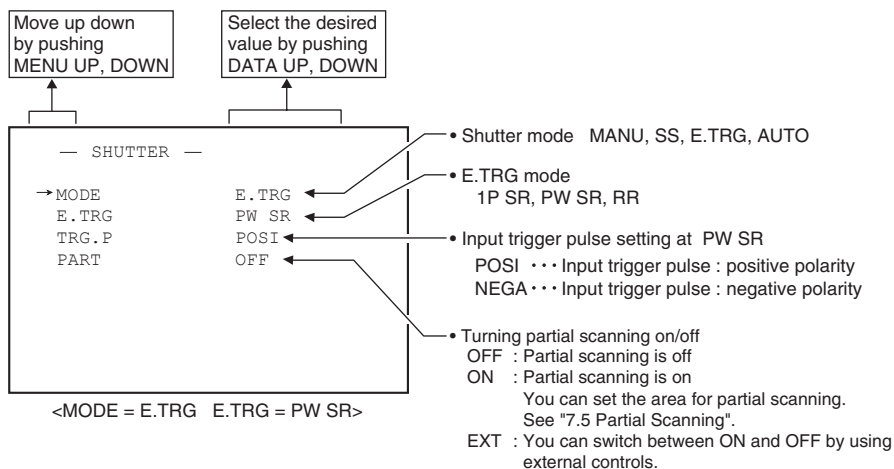 Move up down
by pushing
MENU UP, DOWN
Select the desired
value by pushing
DATA UP, DOWN
— SHUTTER —
→MODE E.TRG
E.TRG PW SR
TRG.P POSI
PART OFF
<MODE = E.TRG E.TRG = PW SR>
• Shutter mode MANU, SS, E.TRG, AUTO
• E.TRG mode
1P SR, PW SR, RR
• Input trigger pulse setting at PW SR
POSI ･･･Input trigger pulse : positive polarity
NEGA･･･Input trigger pulse : negative polarity
• Turning partial scanning on/off
OFF : Partial scanning is off
ON : Partial scanning is on
You can set the area for partial scanning.
See "7.5 Partial Scanning".
EXT : You can switch between ON and OFF by using
external controls.